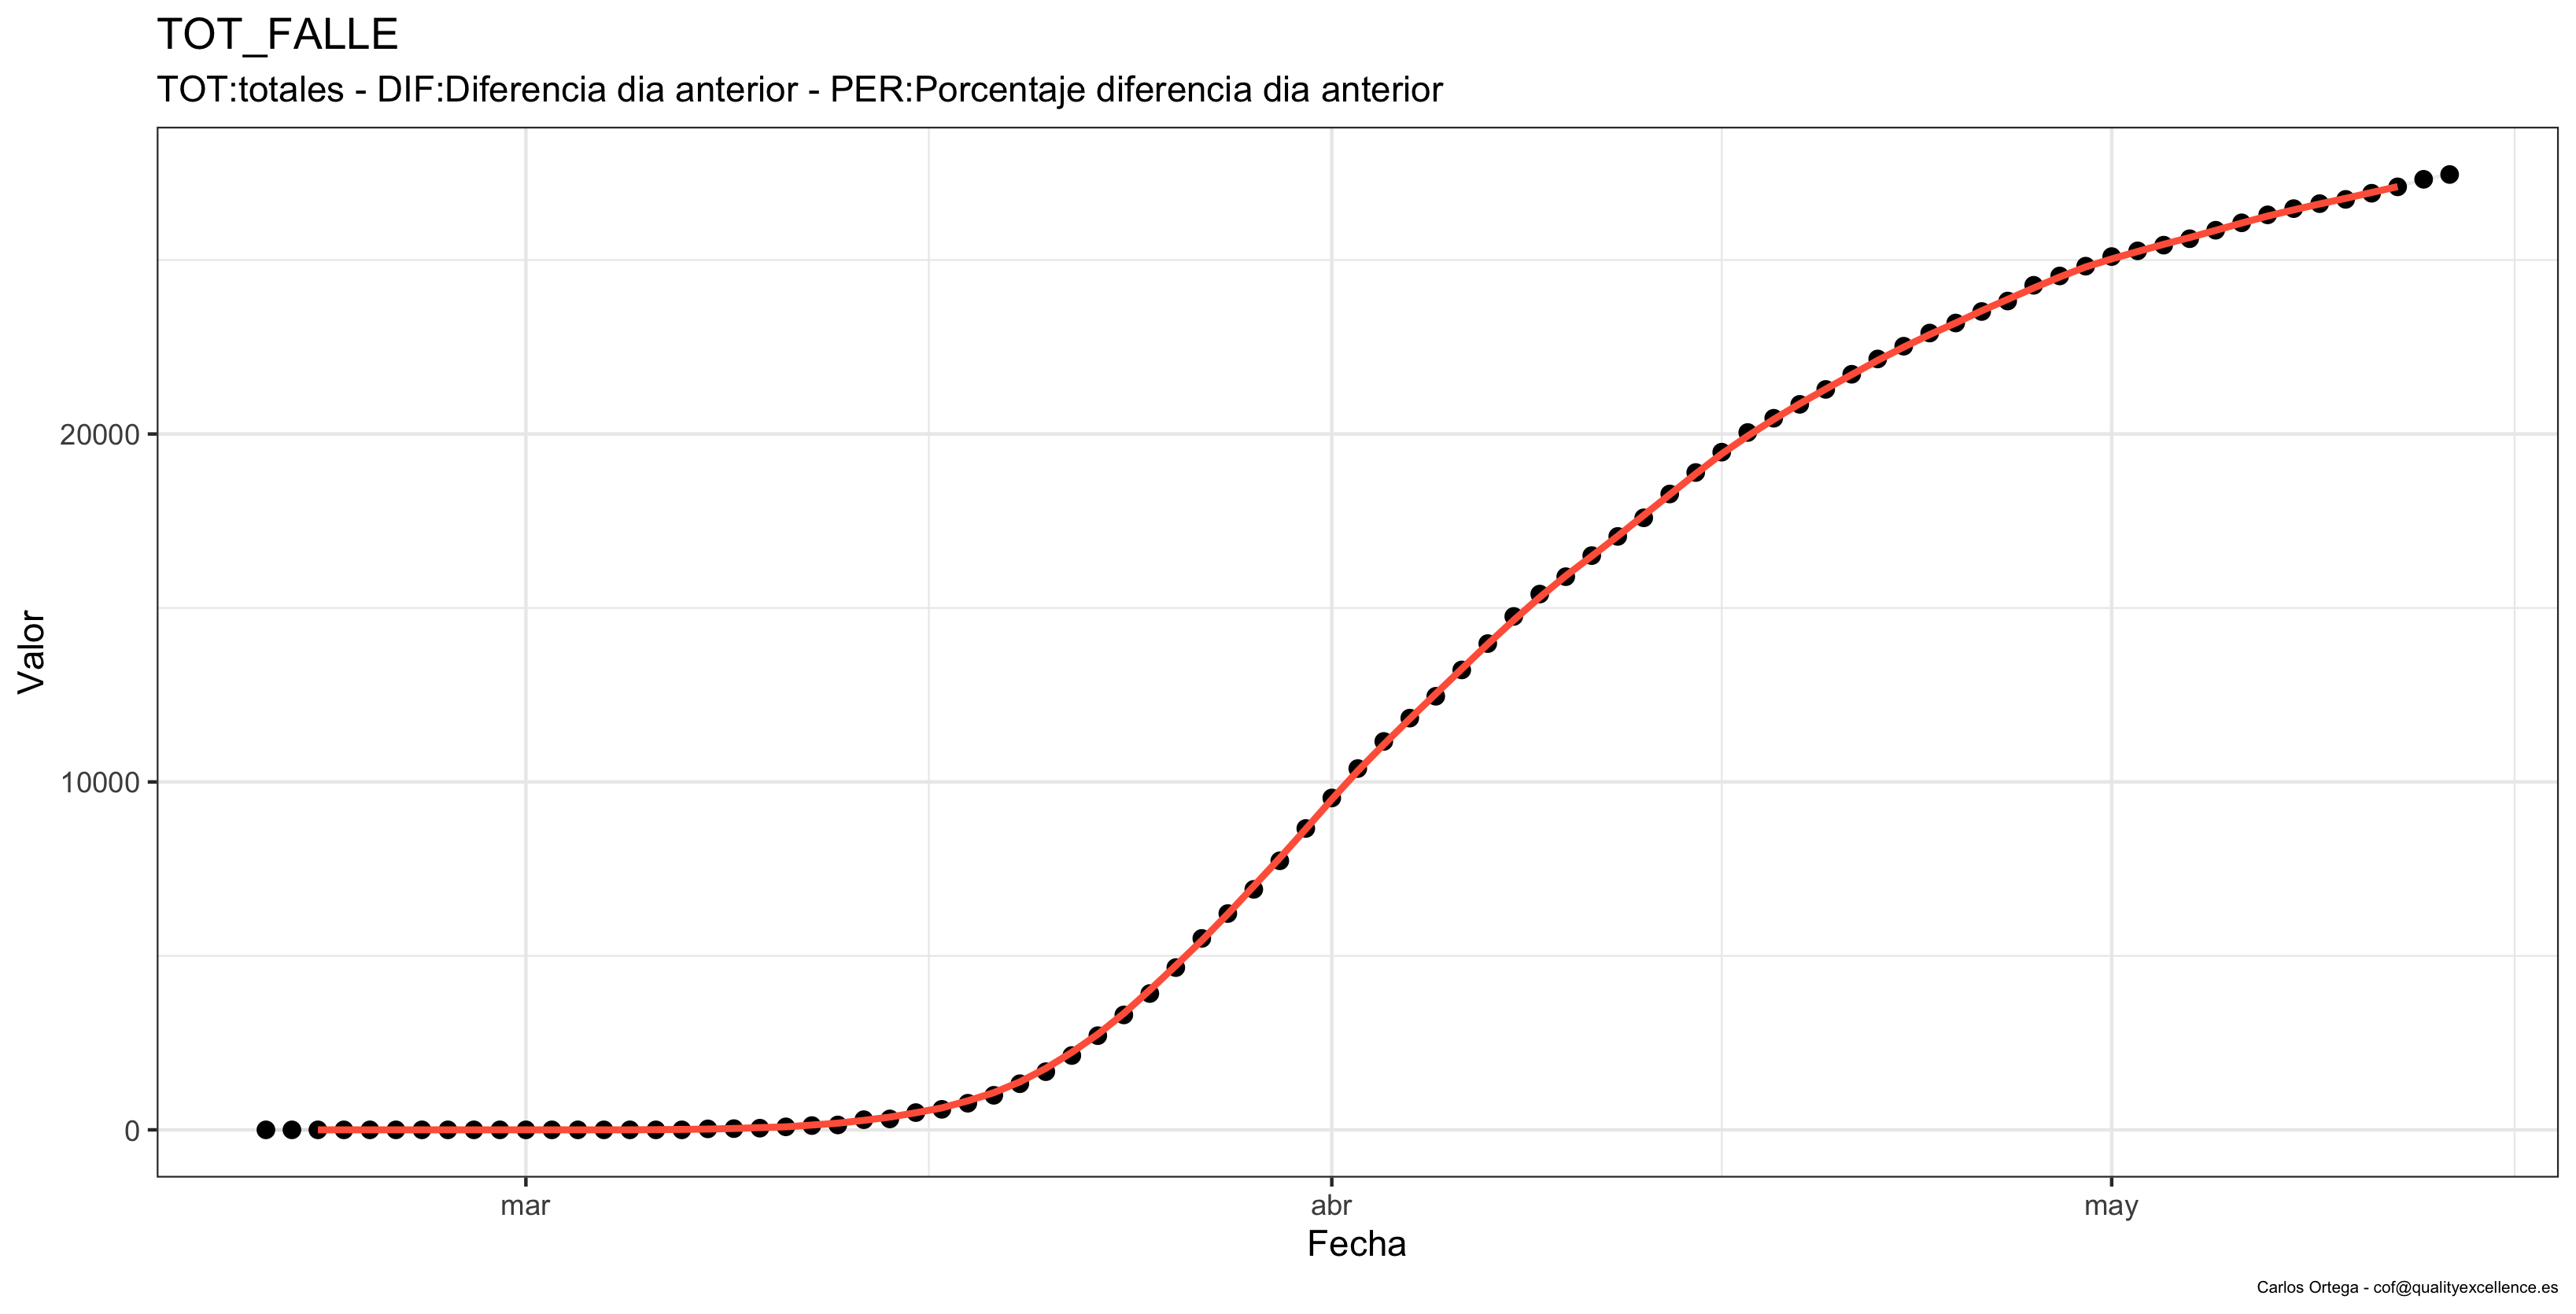 TOT_FALLE
TOT:totales - DIF:Diferencia dia anterior - PER:Porcentaje diferencia dia anterior
Valor
20000
10000
0
mar
abr
may
Fecha
Carlos Ortega - cof@qualityexcellence.es